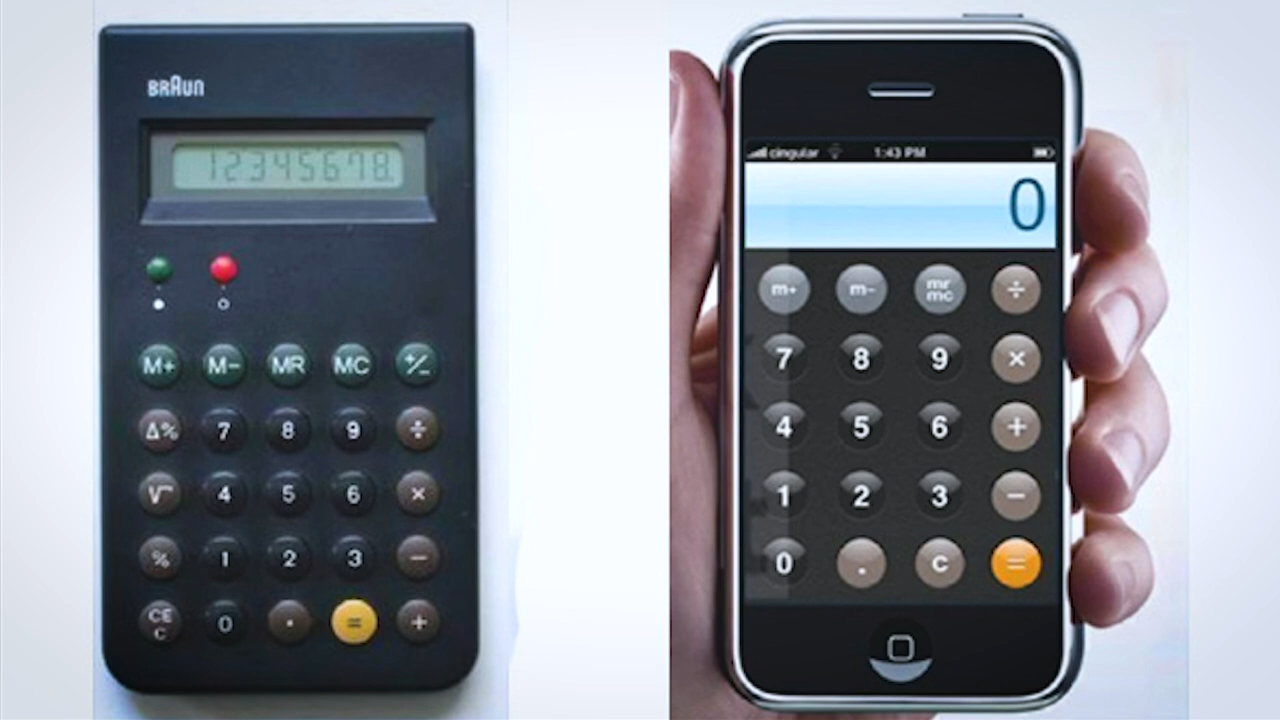 BRAUN
12345678.
M+ M- MR MC +/−
Δ% 7 8 9 ÷
√ 4 5 6 ×
% 1 2 3 −
CE
C 0 . = +
cingular 1:43 PM
0
m+ m- mr
mc ÷
7 8 9 ×
4 5 6 +
1 2 3 −
0 . c =